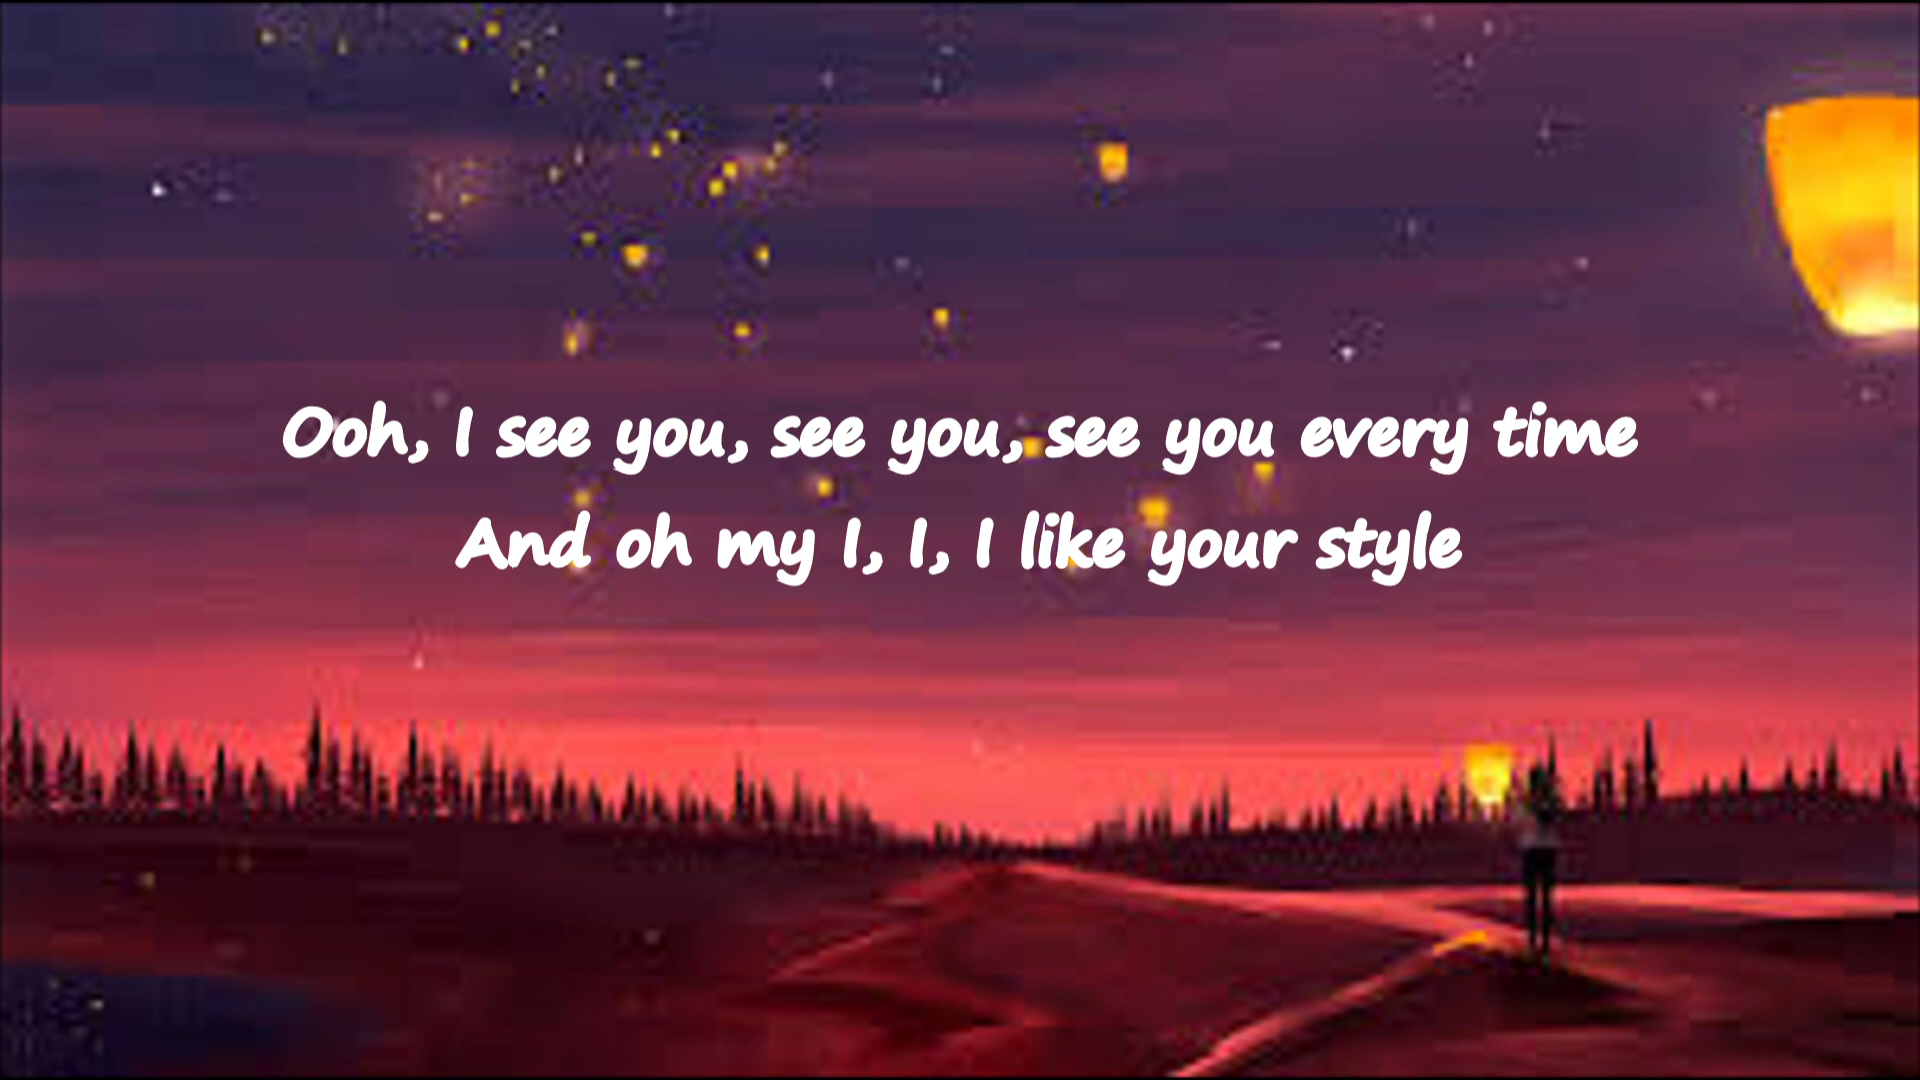 Ooh, I see you, see you, see you every time
And oh my I, I, I like your style